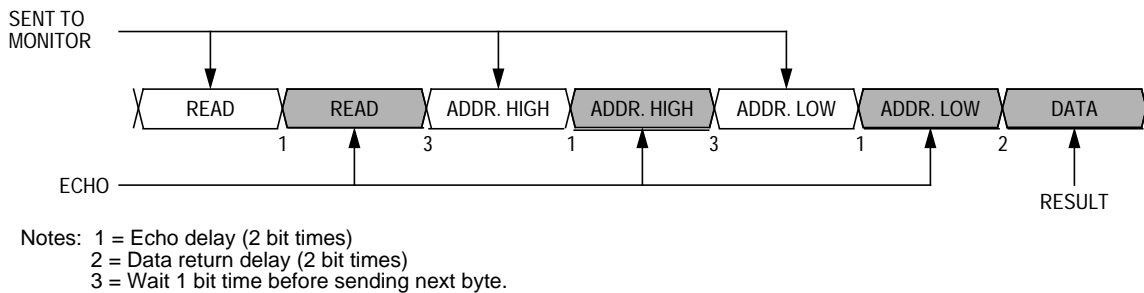 SENT TO
MONITOR
READ READ ADDR. HIGH ADDR. HIGH ADDR. LOW ADDR. LOW DATA
1 3 1 3 1 2
ECHO
RESULT
Notes: 1 = Echo delay (2 bit times)
2 = Data return delay (2 bit times)
3 = Wait 1 bit time before sending next byte.